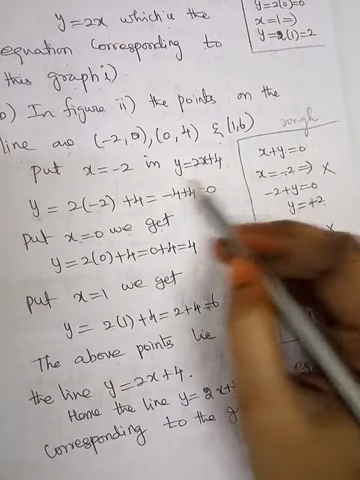 y=2x which is the
equation corresponding to
this graph i)
b) In figure ii) the points on the
line are (-2,0), (0,4) & (1,6)
put x=-2 in y=2x+4
y = 2(-2) +4 = -4+4=0
put x=0 we get
y=2(0)+4=0+4=4
put x=1 we get
y = 2(1)+4=2+4=6
The above points lie
the line y=2x+4.
Hence the line y=2x+
corresponding to the
y=2(0)=0
x=1=)
y=2(1)=2
rough
x+y=0
x=-2=) X
-2+y=0
y=+2
x